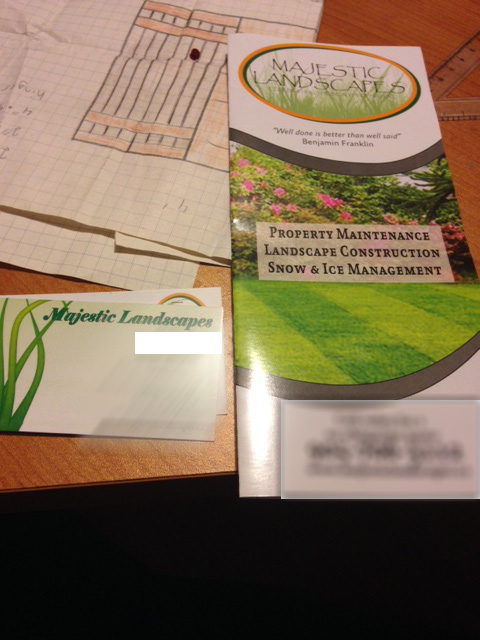 MAJESTIC
LANDSCAPES
"Well done is better than well said"
Benjamin Franklin
PROPERTY MAINTENANCE
LANDSCAPE CONSTRUCTION
SNOW & ICE MANAGEMENT
Majestic Landscapes